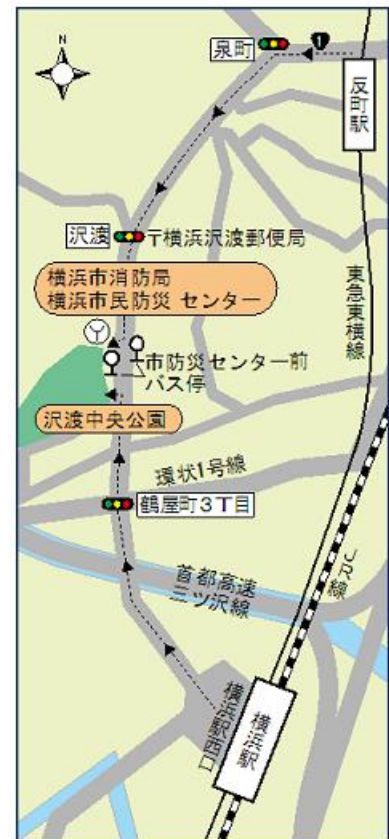 N
泉町
1
反町駅
沢渡
〒横浜沢渡郵便局
横浜市消防局
横浜市民防災 センター
東急東横線
市防災センター前
バス停
沢渡中央公園
環状1号線
鶴屋町3丁目
JR線
首都高速
三ツ沢線
横浜駅西口
横浜駅